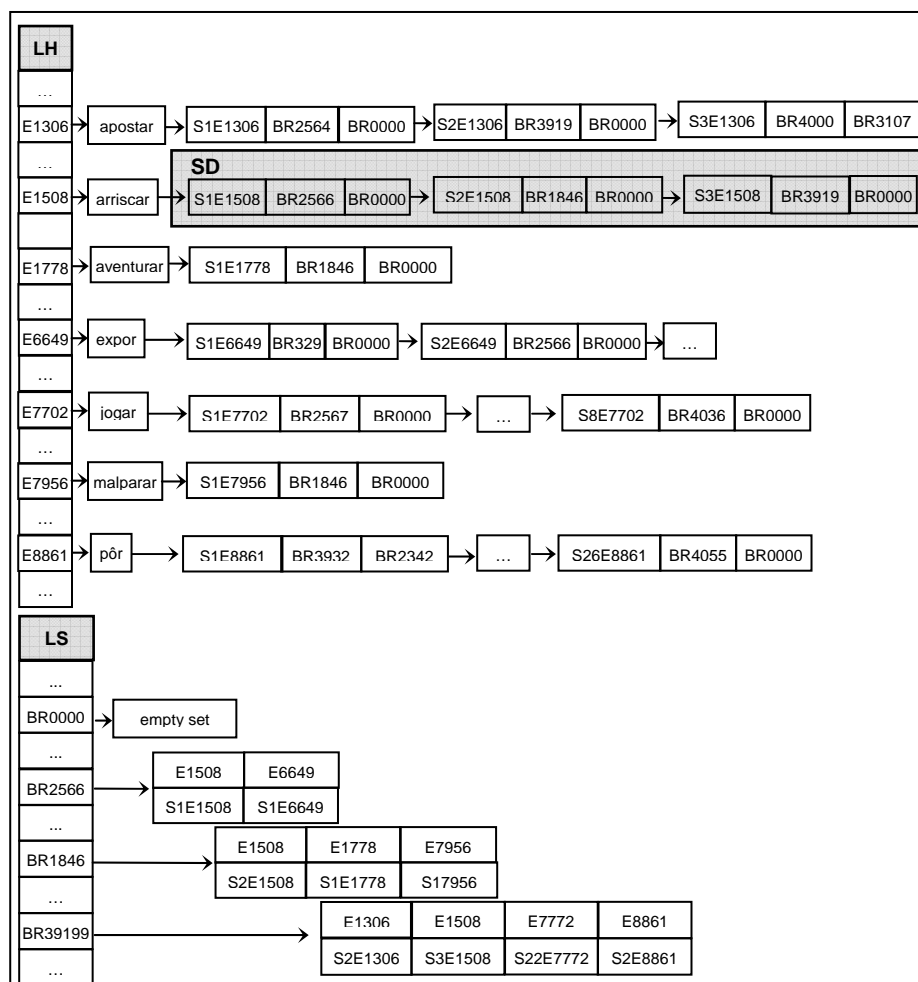 LH
...
E1306 apostar S1E1306 BR2564 BR0000 S2E1306 BR3919 BR0000 S3E1306 BR4000 BR3107
...
SD
E1508 arriscar S1E1508 BR2566 BR0000 S2E1508 BR1846 BR0000 S3E1508 BR3919 BR0000
E1778 aventurar S1E1778 BR1846 BR0000
...
E6649 expor S1E6649 BR329 BR0000 S2E6649 BR2566 BR0000 ...
...
E7702 jogar S1E7702 BR2567 BR0000 ... S8E7702 BR4036 BR0000
...
E7956 malparar S1E7956 BR1846 BR0000
...
E8861 pôr S1E8861 BR3932 BR2342 ... S26E8861 BR4055 BR0000
...
LS
...
BR0000 empty set
...
E1508 E6649
BR2566
S1E1508 S1E6649
...
E1508 E1778 E7956
BR1846
S2E1508 S1E1778 S17956
...
E1306 E1508 E7772 E8861
BR39199
S2E1306 S3E1508 S22E7772 S2E8861
...